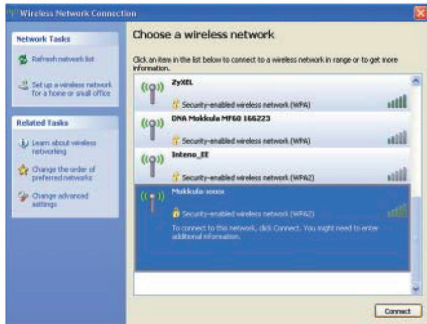 Wireless Network Connection
Network Tasks
Refresh network list
Set up a wireless network
for a home or small office
Related Tasks
Learn about wireless
networking
Change the order of
preferred networks
Change advanced
settings
Choose a wireless network
Click an item in the list below to connect to a wireless network in range or to get more
information.
ZyXEL
Security-enabled wireless network (WPA)
DNA Mokkula MF60 166223
Security-enabled wireless network (WPA)
Inteno_EE
Security-enabled wireless network (WPA2)
Mokkula
Security-enabled wireless network (WPA2)
To connect to this network, click Connect. You might need to enter
additional information.
Connect